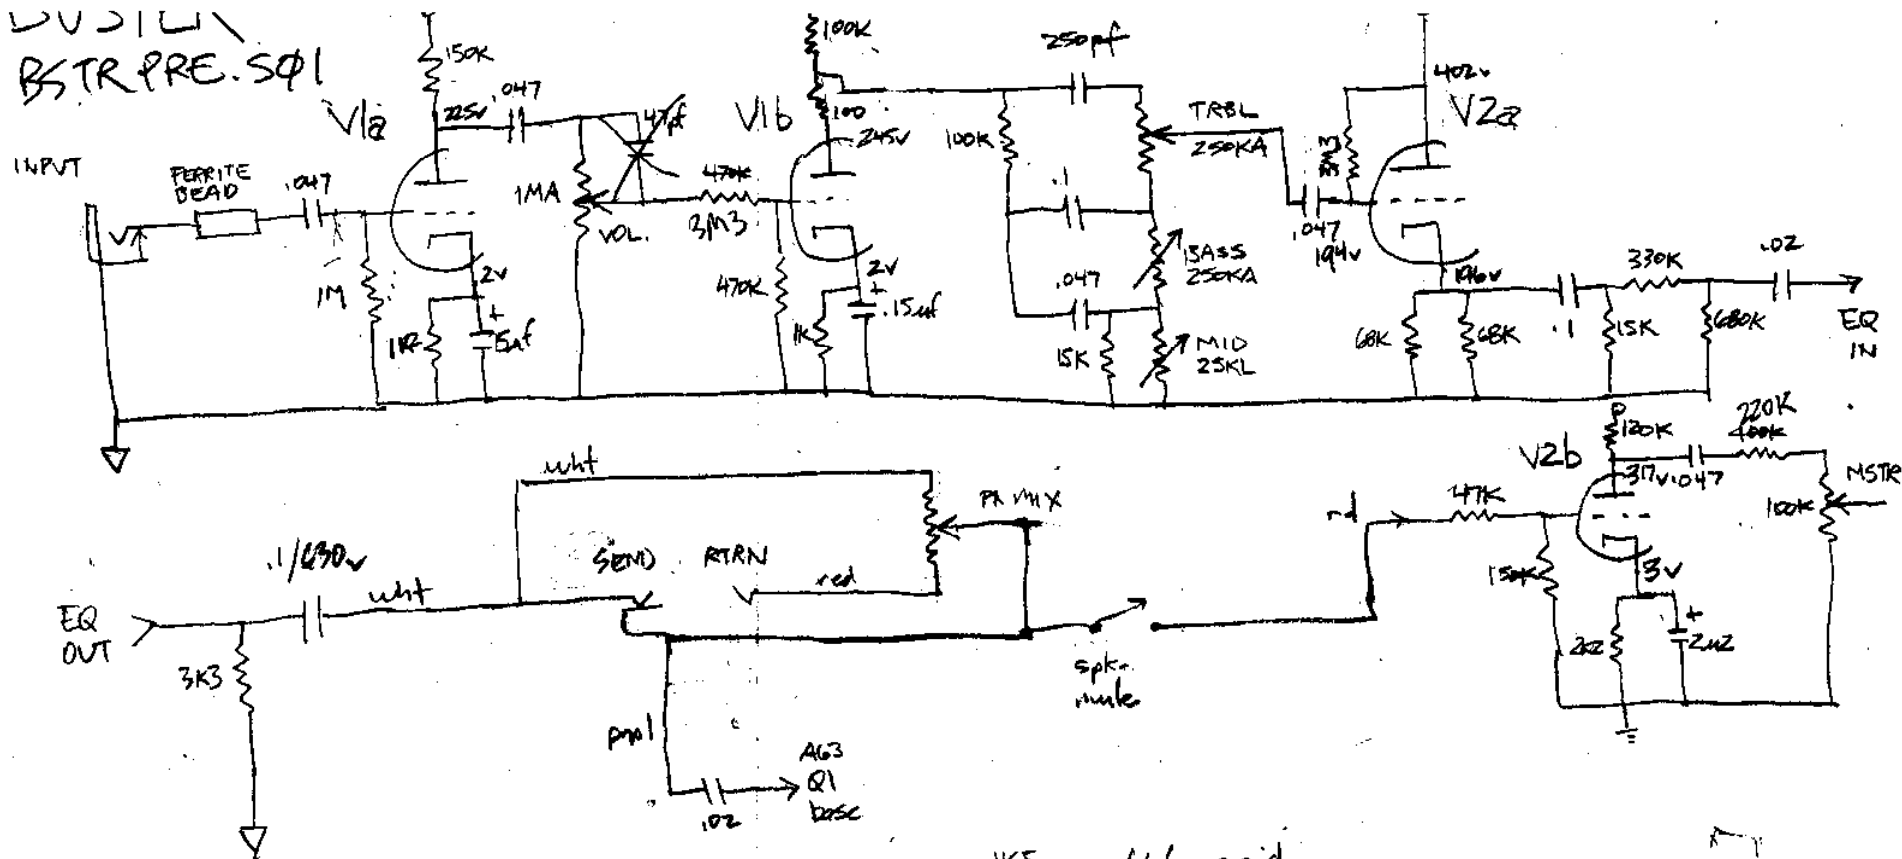 BSTRPRE.SØ1
150K
100K
250pf
.047
47pf
V1a
225v
V1b
100
245v
100K
TRBL
250KA
402v
V2a
3M3
INPUT
FERRITE
BEAD
.047
1MA
VOL.
470K
3M3
.1
.047
194v
1M
2v
470K
2v
.15uf
BASS
250KA
.047
196v
330K
.02
1K
+
5uf
1K
+
15K
MID
25KL
68K
68K
.1
15K
680K
EQ
IN
120K
220K
400K
V2b
317v
.047
MSTR
100K
wht
FX MIX
rd
47K
SEND
RTRN
red
.1/630v
wht
EQ
OUT
3K3
150K
3v
2K2
+
2u2
spkr
mute
A63
Q1
base
.02